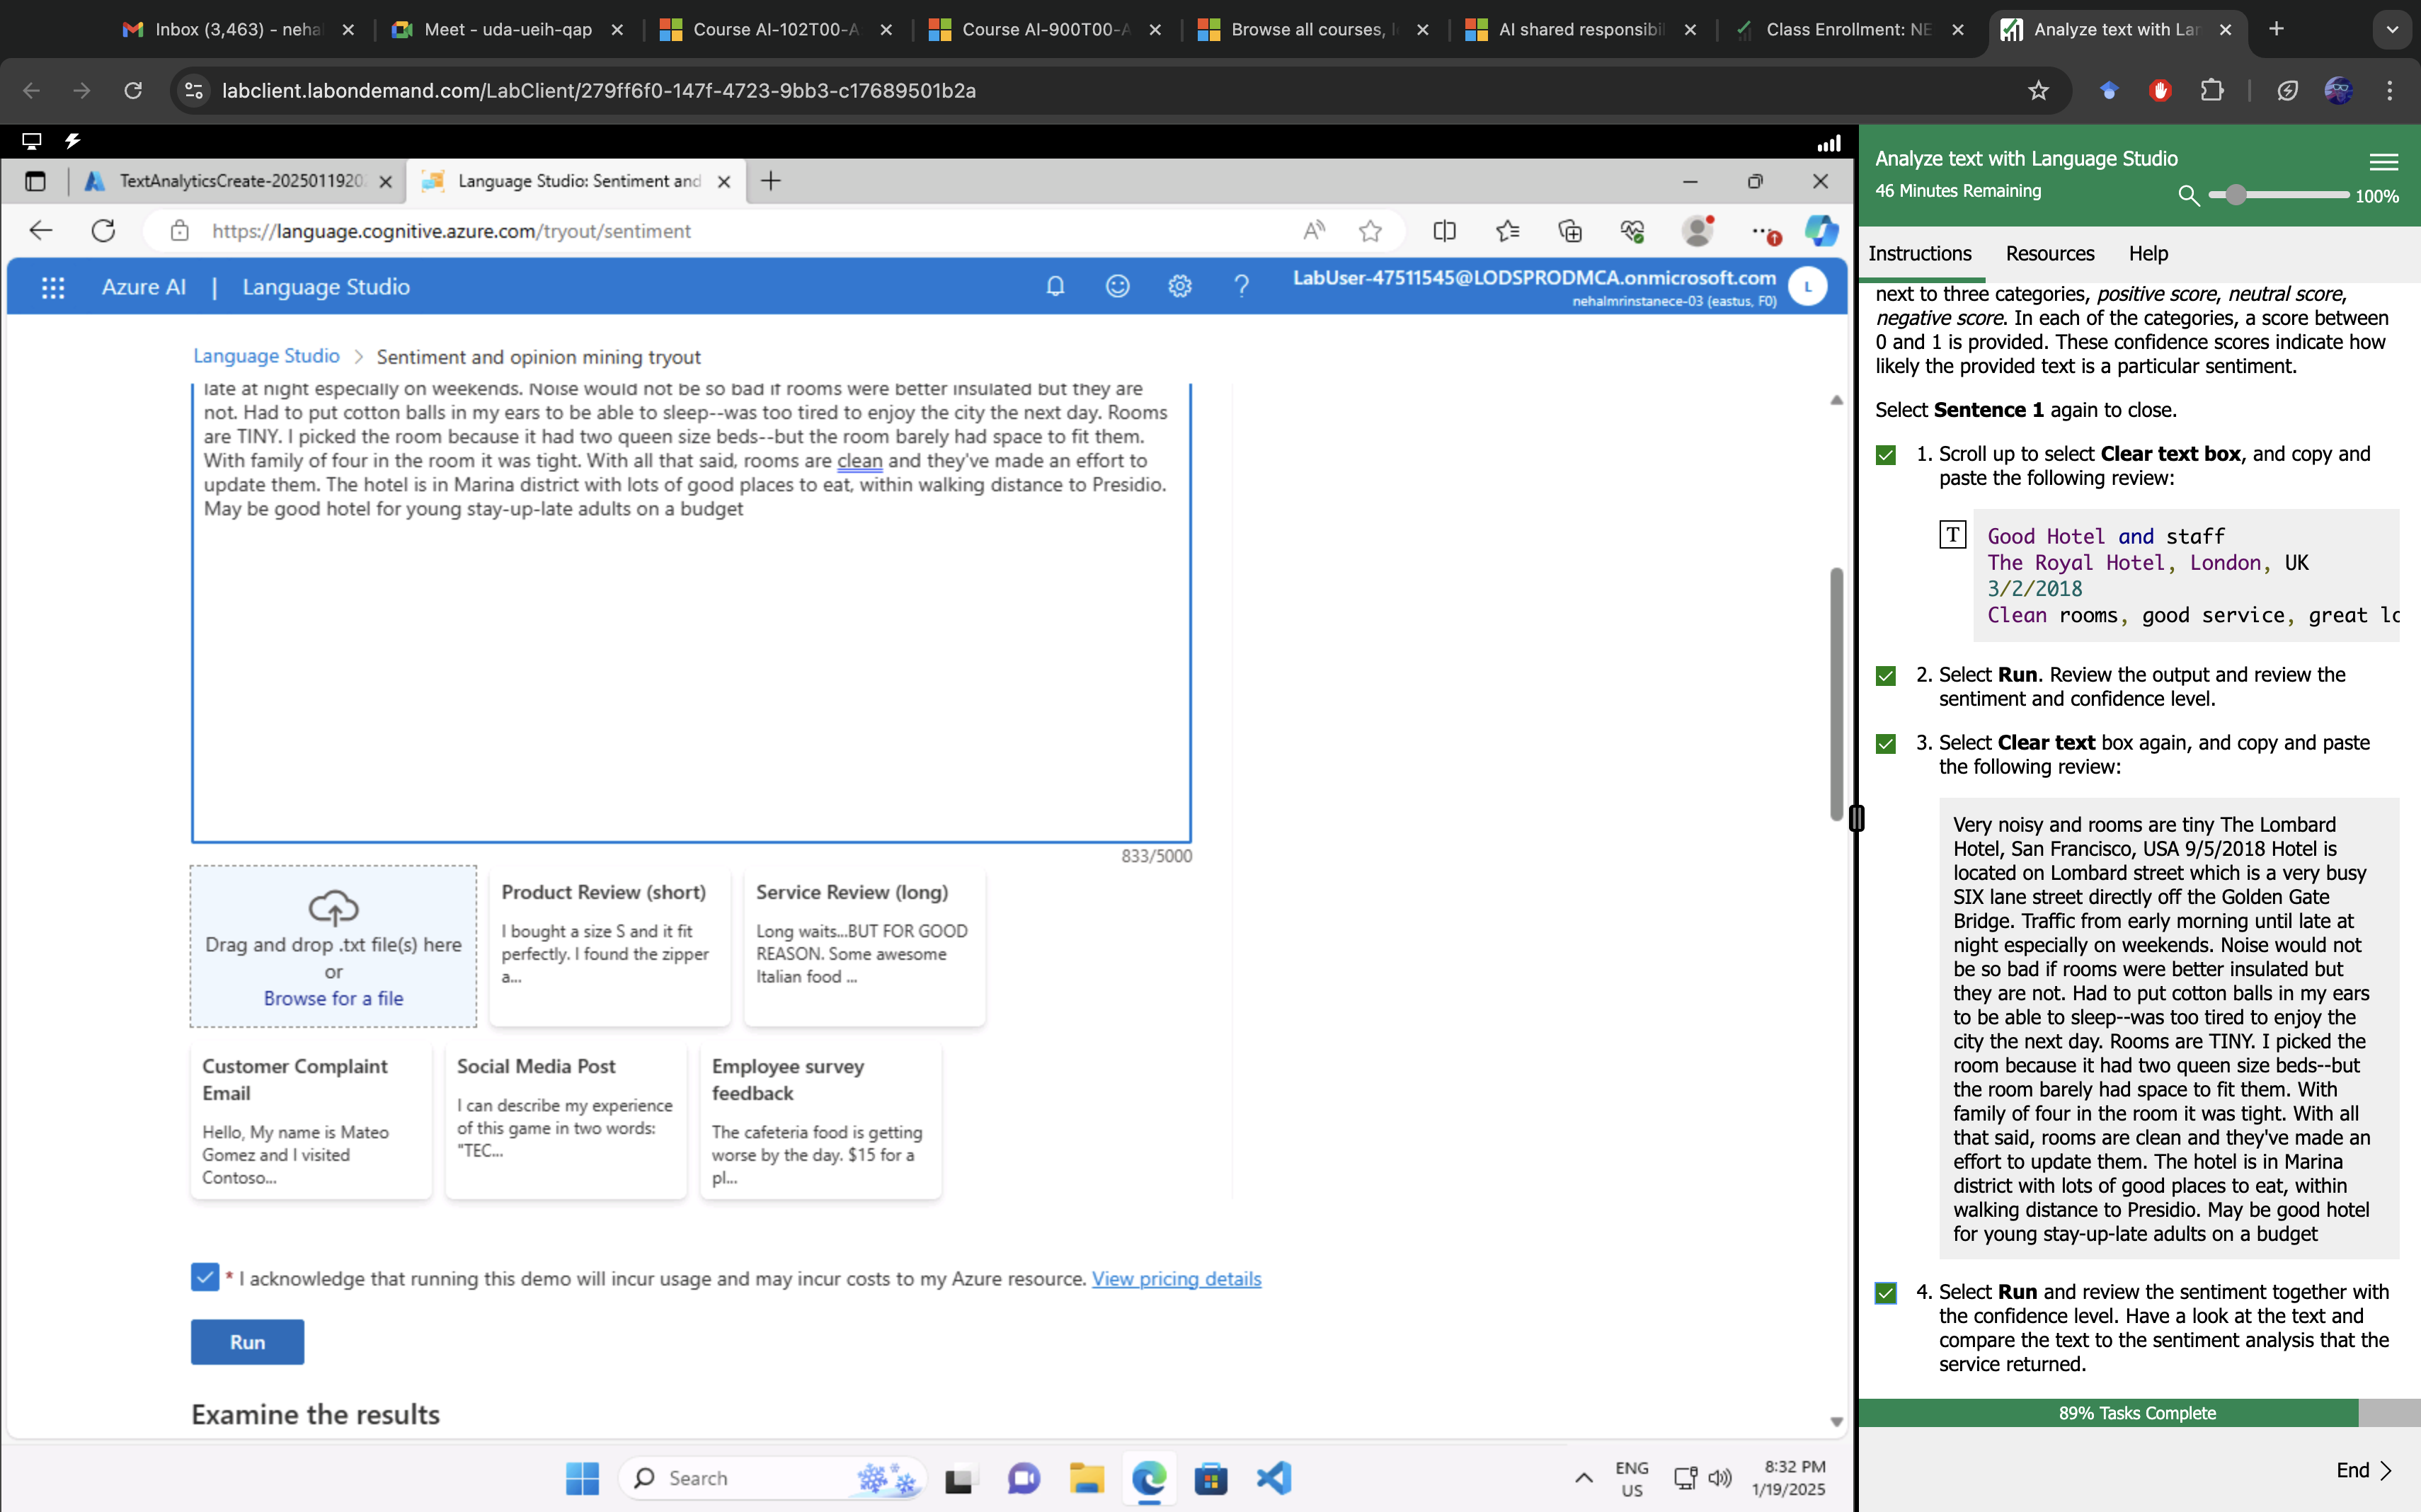 Inbox (3,463) - neha
Meet - uda-ueih-qap
Course AI-102T00-A
Course AI-900T00-A
Browse all courses, l
AI shared responsibil
Class Enrollment: NE
Analyze text with Lan
labclient.labondemand.com/LabClient/279ff6f0-147f-4723-9bb3-c17689501b2a
TextAnalyticsCreate-20250119202
Language Studio: Sentiment and
https://language.cognitive.azure.com/tryout/sentiment
Azure AI | Language Studio
LabUser-47511545@LODSPRODMCA.onmicrosoft.com
nehalmrinstanece-03 (eastus, F0)
L
Language Studio > Sentiment and opinion mining tryout
late at night especially on weekends. Noise would not be so bad if rooms were better insulated but they are
not. Had to put cotton balls in my ears to be able to sleep--was too tired to enjoy the city the next day. Rooms
are TINY. I picked the room because it had two queen size beds--but the room barely had space to fit them.
With family of four in the room it was tight. With all that said, rooms are clean and they've made an effort to
update them. The hotel is in Marina district with lots of good places to eat, within walking distance to Presidio.
May be good hotel for young stay-up-late adults on a budget
833/5000
Drag and drop .txt file(s) here
or
Browse for a file
Product Review (short)
I bought a size S and it fit
perfectly. I found the zipper
a...
Service Review (long)
Long waits...BUT FOR GOOD
REASON. Some awesome
Italian food ...
Customer Complaint
Email
Hello, My name is Mateo
Gomez and I visited
Contoso...
Social Media Post
I can describe my experience
of this game in two words:
"TEC...
Employee survey
feedback
The cafeteria food is getting
worse by the day. $15 for a
pl...
* I acknowledge that running this demo will incur usage and may incur costs to my Azure resource. View pricing details
Run
Examine the results
Search
ENG
US
8:32 PM
1/19/2025
Analyze text with Language Studio
46 Minutes Remaining
100%
Instructions
Resources
Help
next to three categories, positive score, neutral score,
negative score. In each of the categories, a score between
0 and 1 is provided. These confidence scores indicate how
likely the provided text is a particular sentiment.
Select Sentence 1 again to close.
1. Scroll up to select Clear text box, and copy and
paste the following review:
T
Good Hotel and staff
The Royal Hotel, London, UK
3/2/2018
Clean rooms, good service, great lo
2. Select Run. Review the output and review the
sentiment and confidence level.
3. Select Clear text box again, and copy and paste
the following review:
Very noisy and rooms are tiny The Lombard
Hotel, San Francisco, USA 9/5/2018 Hotel is
located on Lombard street which is a very busy
SIX lane street directly off the Golden Gate
Bridge. Traffic from early morning until late at
night especially on weekends. Noise would not
be so bad if rooms were better insulated but
they are not. Had to put cotton balls in my ears
to be able to sleep--was too tired to enjoy the
city the next day. Rooms are TINY. I picked the
room because it had two queen size beds--but
the room barely had space to fit them. With
family of four in the room it was tight. With all
that said, rooms are clean and they've made an
effort to update them. The hotel is in Marina
district with lots of good places to eat, within
walking distance to Presidio. May be good hotel
for young stay-up-late adults on a budget
4. Select Run and review the sentiment together with
the confidence level. Have a look at the text and
compare the text to the sentiment analysis that the
service returned.
89% Tasks Complete
End